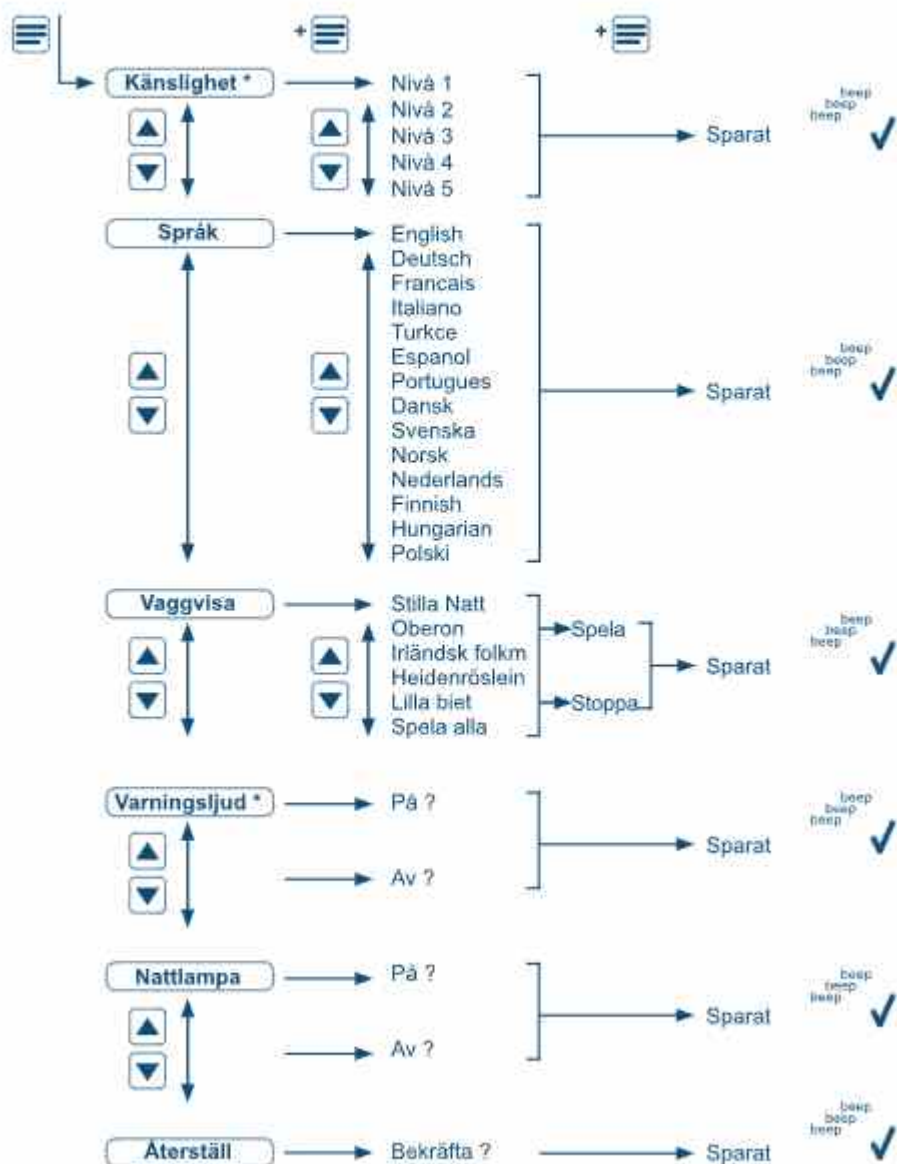 +
+
Känslighet *
Nivå 1
Nivå 2
Nivå 3
Nivå 4
Nivå 5
Sparat
beep
beep
beep
Språk
English
Deutsch
Francais
Italiano
Turkce
Espanol
Portugues
Dansk
Svenska
Norsk
Nederlands
Finnish
Hungarian
Polski
Sparat
beep
beep
beep
Vaggvisa
Stilla Natt
Oberon
Irländsk folkm
Heidenröslein
Lilla biet
Spela alla
Spela
Stoppa
Sparat
beep
beep
beep
Varningsljud *
På ?
Av ?
Sparat
beep
beep
beep
Nattlampa
På ?
Av ?
Sparat
beep
beep
beep
Återställ
Bekräfta ?
Sparat
beep
beep
beep